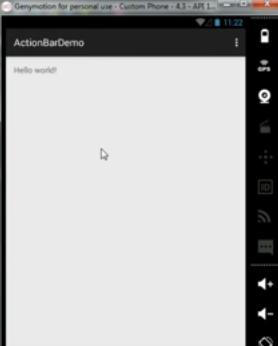 Genymotion for personal use - Custom Phone - 4.3 - API 1...
11:22
ActionBarDemo
Hello world!
GPS
ID